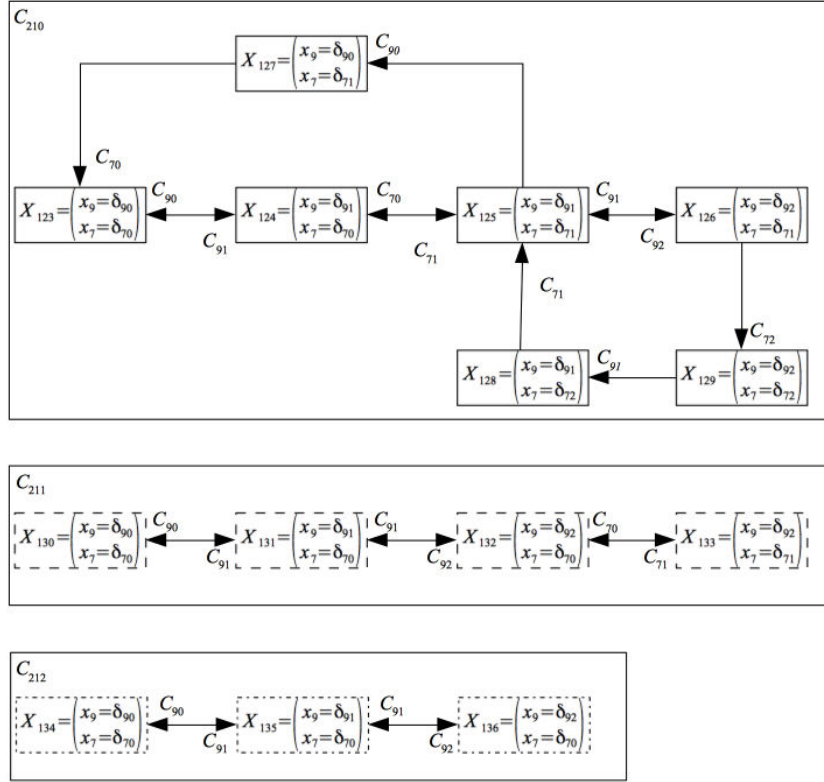 C210
X127=(x9=δ90
x7=δ71)
C90
C70
X123=(x9=δ90
x7=δ70)
C90
C91
X124=(x9=δ91
x7=δ70)
C70
C71
X125=(x9=δ91
x7=δ71)
C91
C92
X126=(x9=δ92
x7=δ71)
C71
C72
X128=(x9=δ91
x7=δ72)
C91
X129=(x9=δ92
x7=δ72)
C211
X130=(x9=δ90
x7=δ70)
C90
C91
X131=(x9=δ91
x7=δ70)
C91
C92
X132=(x9=δ92
x7=δ70)
C70
C71
X133=(x9=δ92
x7=δ71)
C212
X134=(x9=δ90
x7=δ70)
C90
C91
X135=(x9=δ91
x7=δ70)
C91
C92
X136=(x9=δ92
x7=δ70)